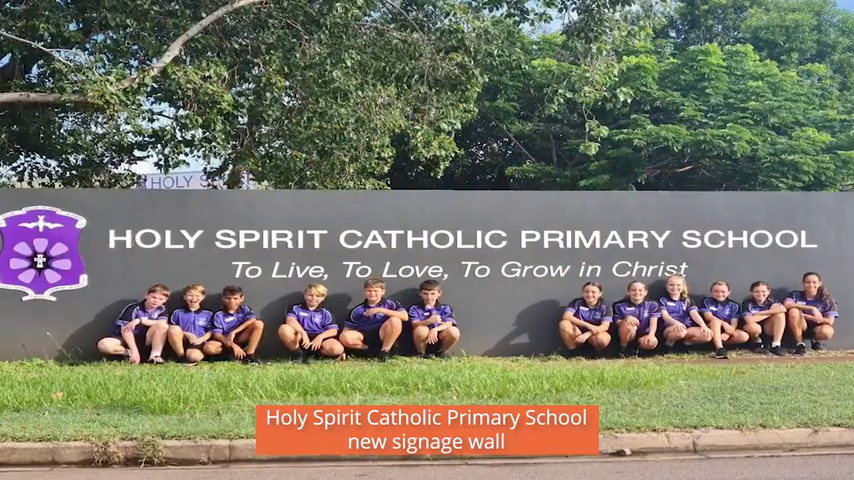 HOLY SPIRIT CATHOLIC PRIMARY SCHOOL
To Live, To Love, To Grow in Christ
Holy Spirit Catholic Primary School
new signage wall